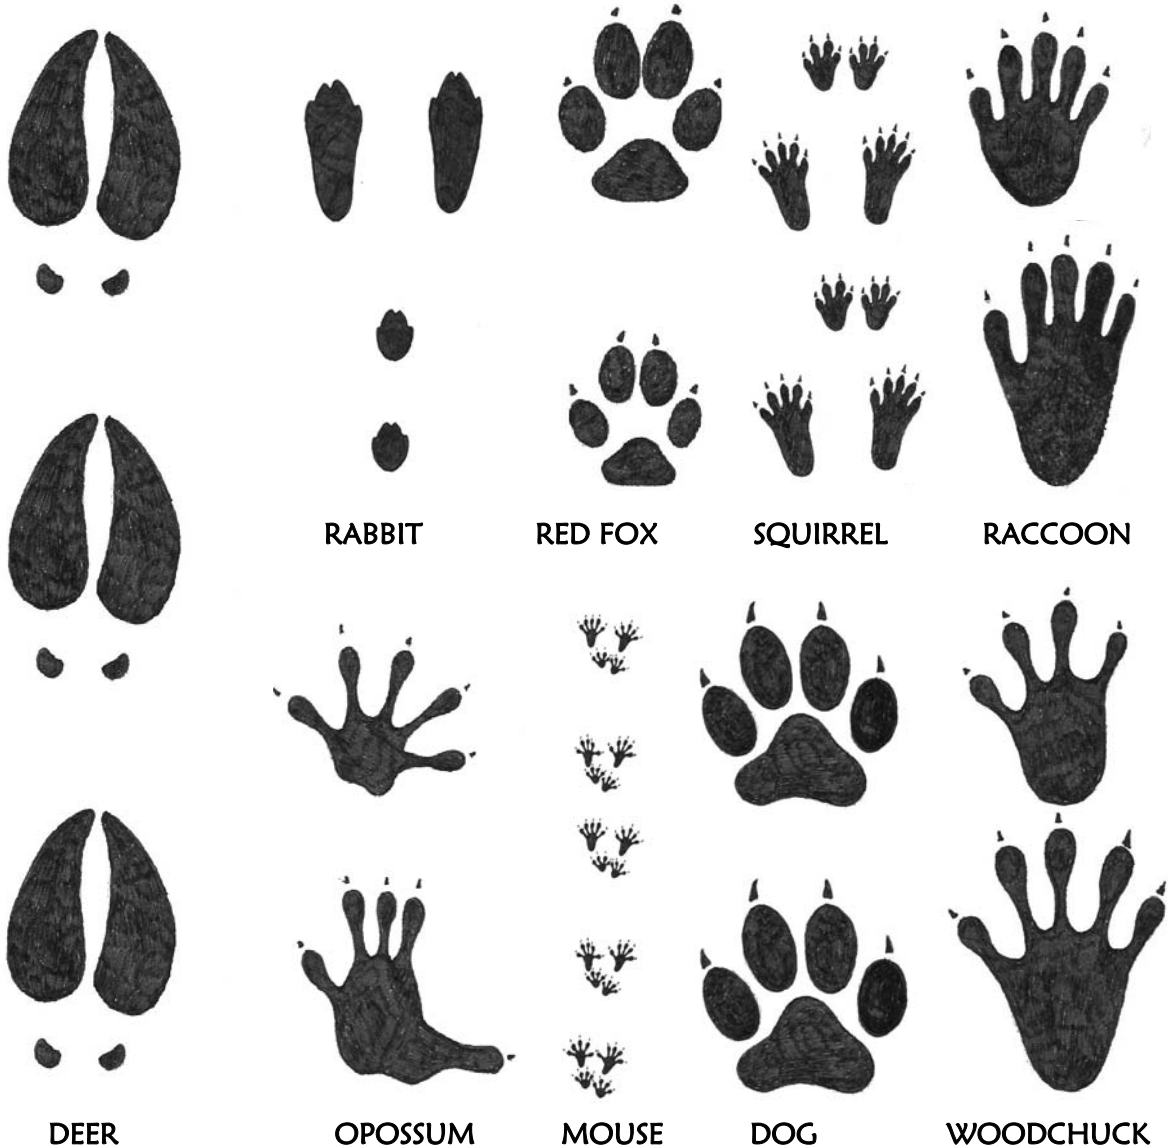 RABBIT
RED FOX
SQUIRREL
RACCOON
DEER
OPOSSUM
MOUSE
DOG
WOODCHUCK